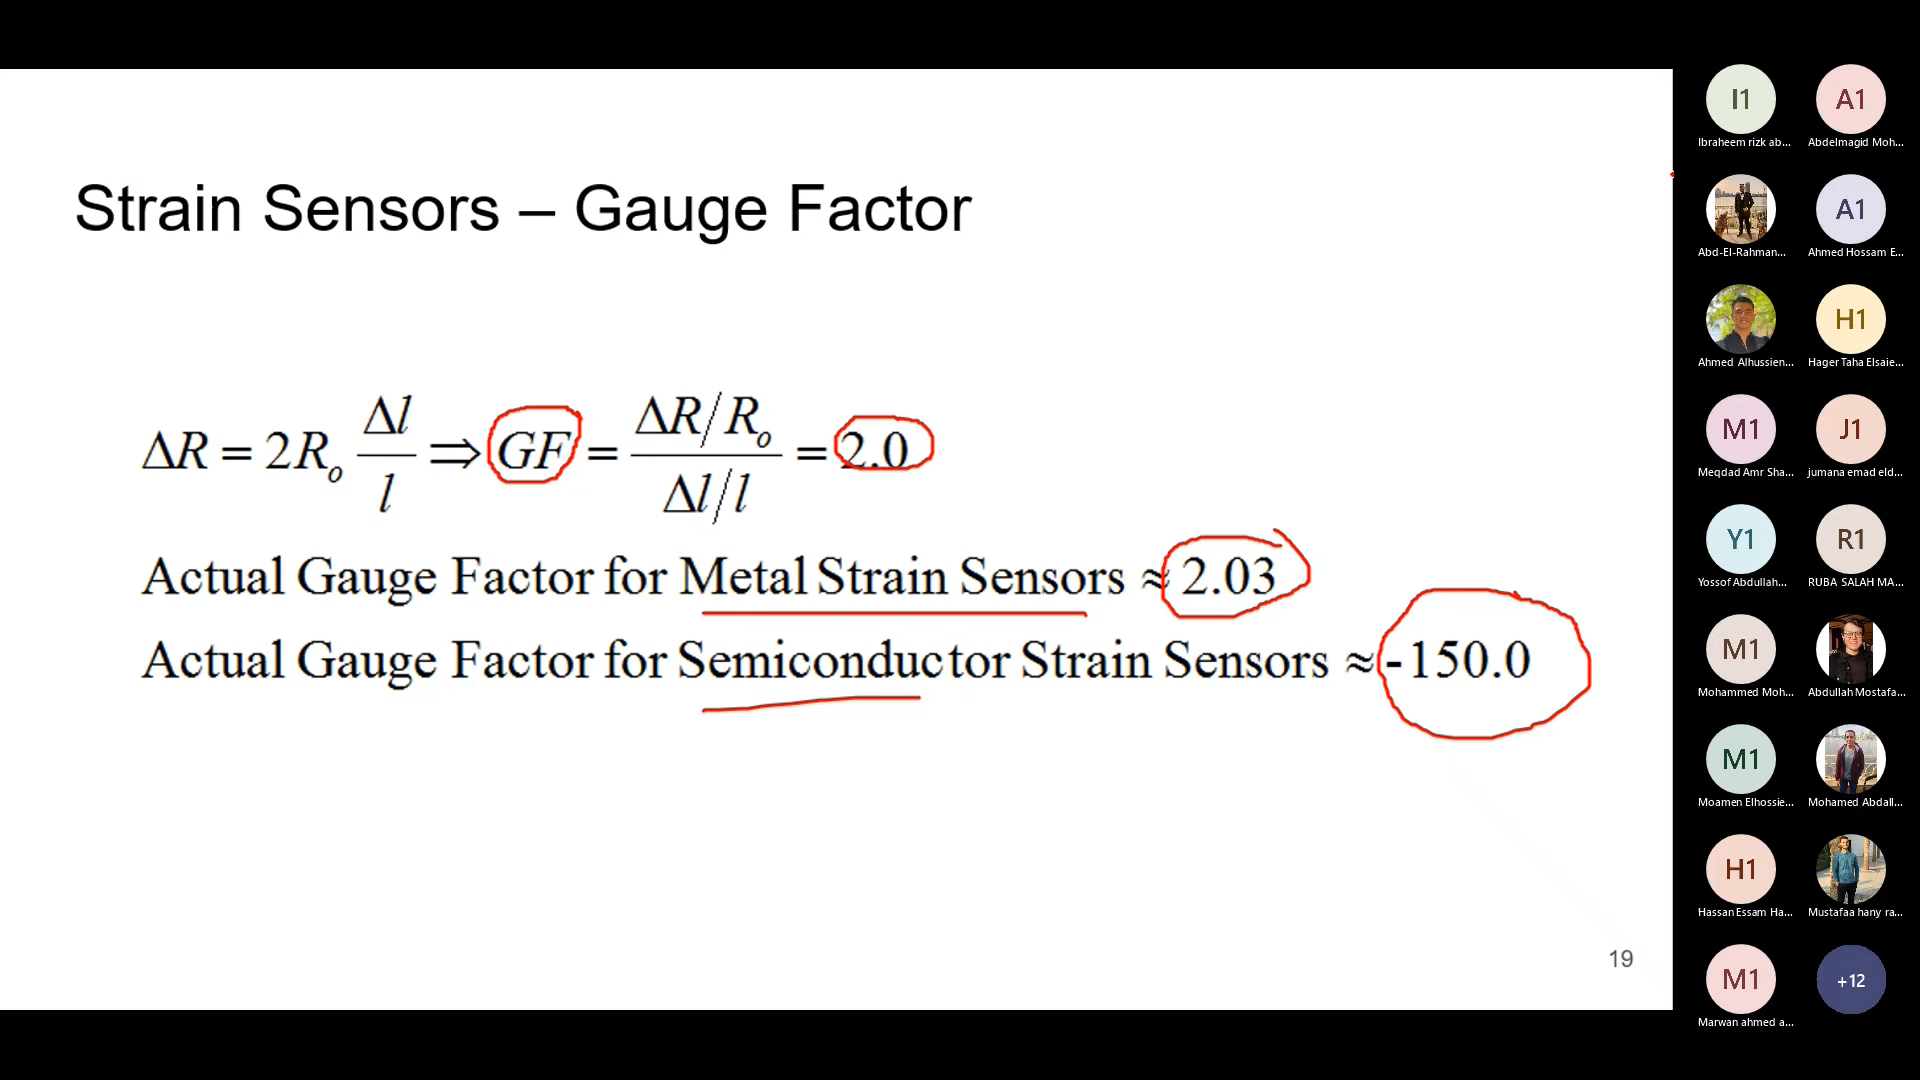 Strain Sensors – Gauge Factor
ΔR = 2R₀ Δl/l ⇒ GF = (ΔR/R₀)/(Δl/l) = 2.0
Actual Gauge Factor for Metal Strain Sensors ≈ 2.03
Actual Gauge Factor for Semiconductor Strain Sensors ≈ -150.0
19
I1
A1
Ibraheem rizk ab...
Abdelmagid Moh...
A1
Abd-El-Rahman...
Ahmed Hossam E...
H1
Ahmed Alhussien...
Hager Taha Elsaie...
M1
J1
Meqdad Amr Sha...
jumana emad eld...
Y1
R1
Yossof Abdullah...
RUBA SALAH MA...
M1
Mohammed Moh...
Abdullah Mostafa...
M1
Moamen Elhossie...
Mohamed Abdall...
H1
Hassan Essam Ha...
Mustafaa hany ra...
M1
+12
Marwan ahmed a...